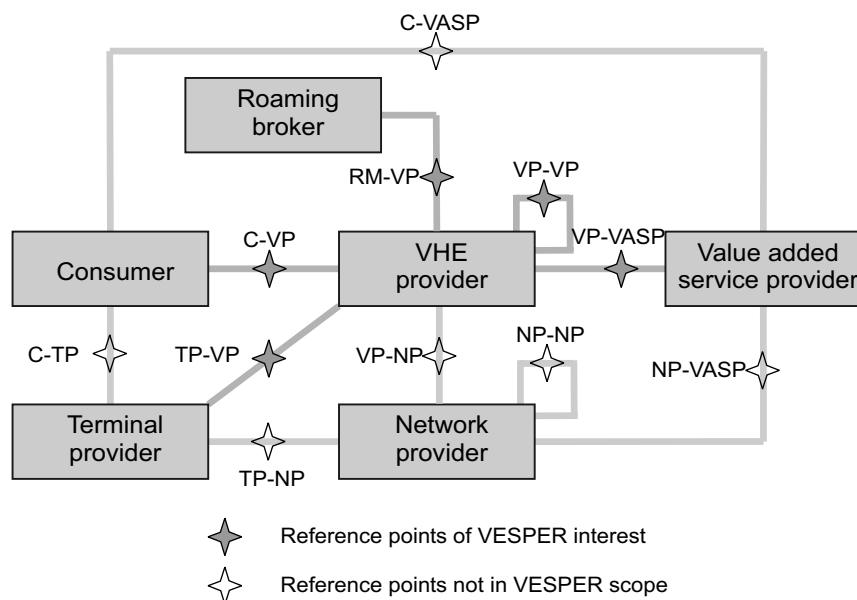 C-VASP
Roaming
broker
RM-VP
VP-VP
C-VP
VP-VASP
Consumer
VHE
provider
Value added
service provider
C-TP
TP-VP
VP-NP
NP-NP
NP-VASP
Terminal
provider
Network
provider
TP-NP
Reference points of VESPER interest
Reference points not in VESPER scope